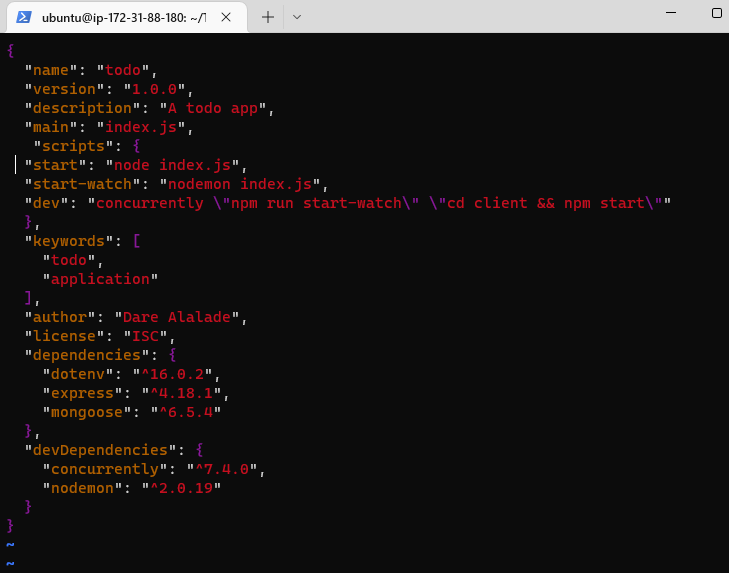 ubuntu@ip-172-31-88-180: ~/T
{
  "name": "todo",
  "version": "1.0.0",
  "description": "A todo app",
  "main": "index.js",
   "scripts": {
  "start": "node index.js",
  "start-watch": "nodemon index.js",
  "dev": "concurrently \"npm run start-watch\" \"cd client && npm start\""
  },
  "keywords": [
    "todo",
    "application"
  ],
  "author": "Dare Alalade",
  "license": "ISC",
  "dependencies": {
    "dotenv": "^16.0.2",
    "express": "^4.18.1",
    "mongoose": "^6.5.4"
  },
  "devDependencies": {
    "concurrently": "^7.4.0",
    "nodemon": "^2.0.19"
  }
}
~
~